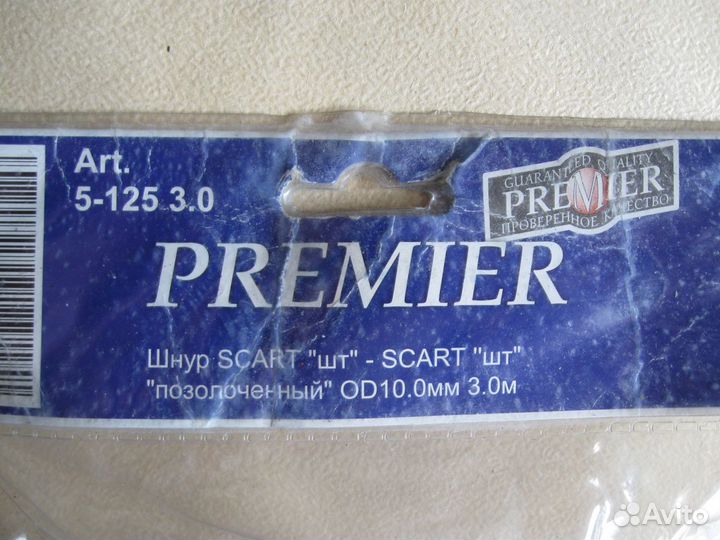 Art.
5-125 3.0
GUARANTEED QUALITY
PREMIER
ПРОВЕРЕННОЕ КАЧЕСТВО
PREMIER
Шнур SCART "шт" - SCART "шт"
"позолоченный" OD10.0мм 3.0м
Avito